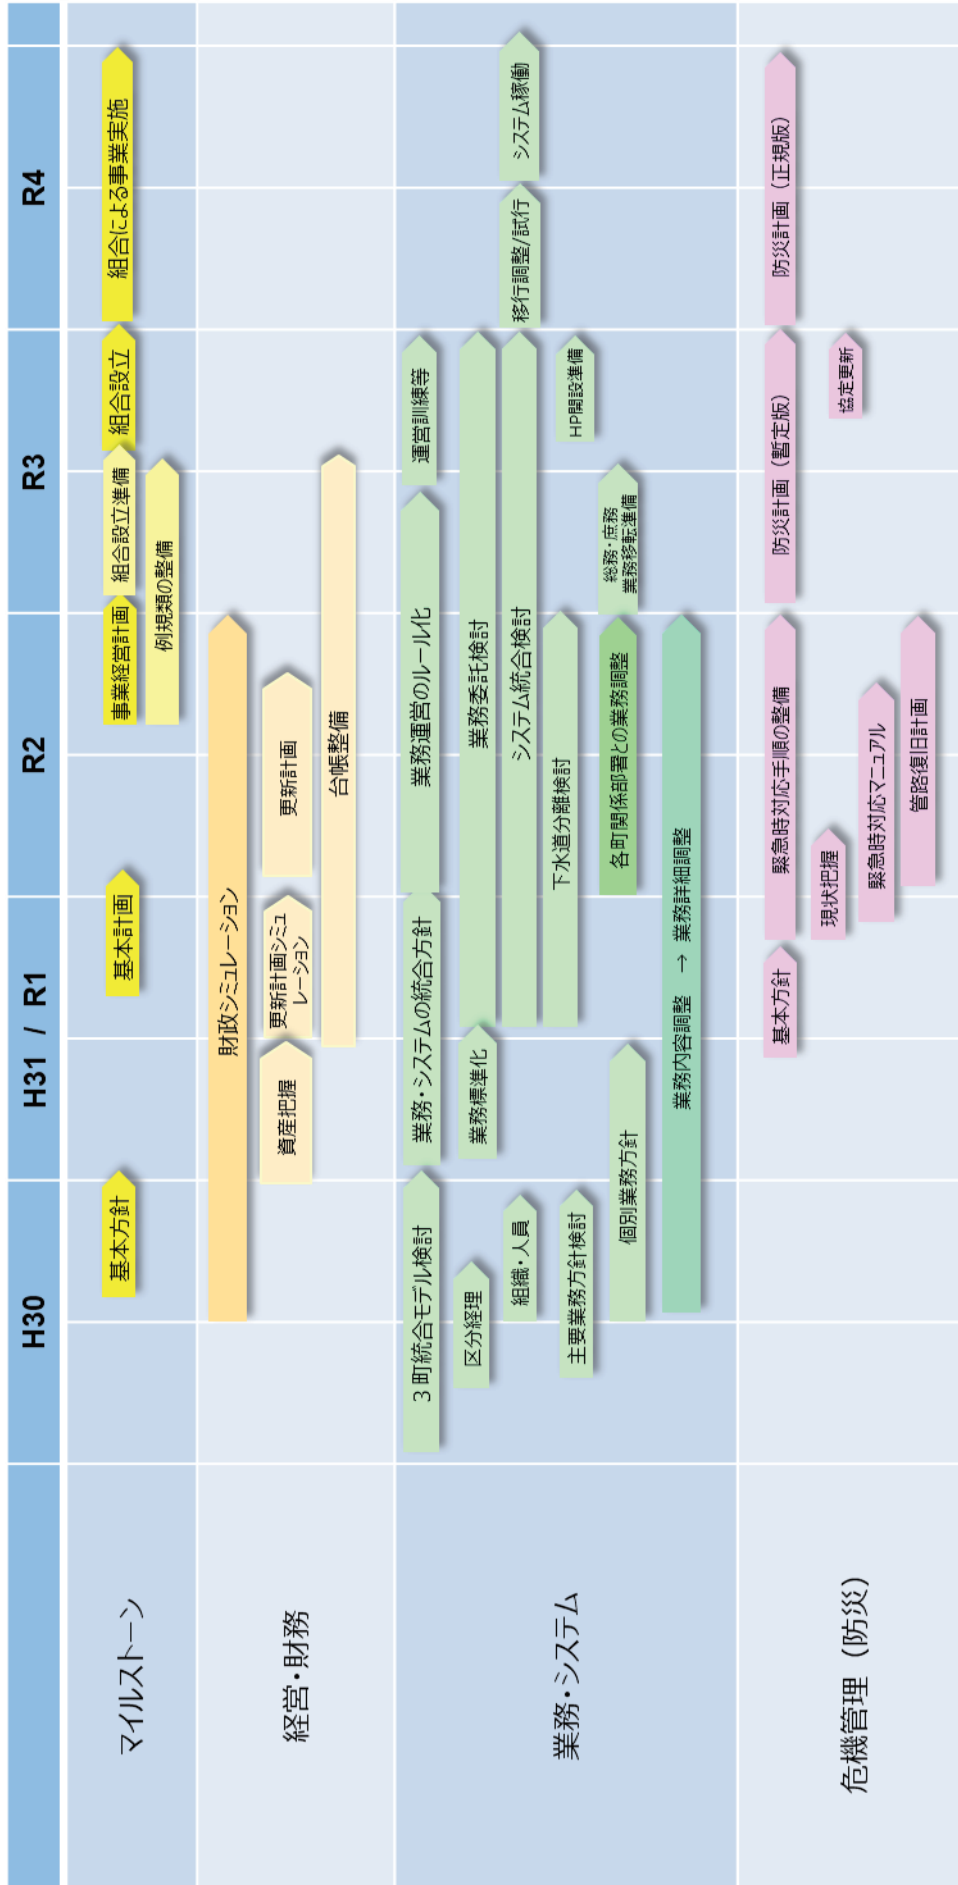 H30
H31 / R1
R2
R3
R4
マイルストーン
基本方針
基本計画
事業経営計画
組合設立準備
組合設立
組合による事業実施
例規類の整備
経営・財務
財政シミュレーション
資産把握
更新計画シミュ
レーション
更新計画
台帳整備
業務・システム
3町統合モデル検討
業務・システムの統合方針
業務運営のルール化
運営訓練等
区分経理
業務標準化
業務委託検討
組織・人員
システム統合検討
移行調整/試行
システム稼働
主要業務方針検討
下水道分離検討
HP開設準備
個別業務方針
各町関係部署との業務調整
総務・庶務
業務移転準備
業務内容調整 → 業務詳細調整
危機管理（防災）
基本方針
緊急時対応手順の整備
防災計画（暫定版）
防災計画（正規版）
現状把握
協定更新
緊急時対応マニュアル
管路復旧計画